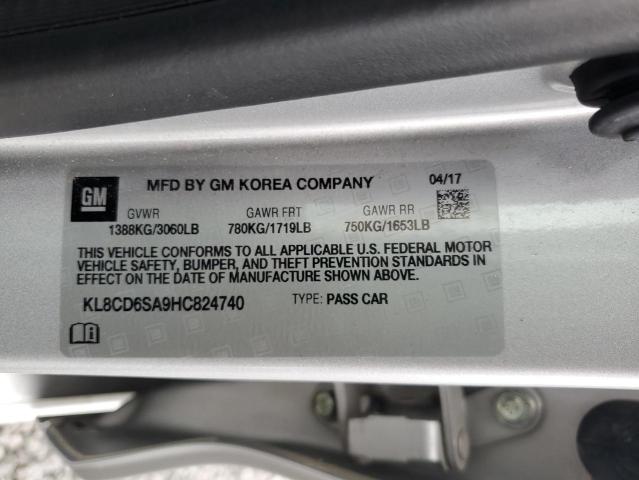 GM MFD BY GM KOREA COMPANY 04/17
GVWR GAWR FRT GAWR RR
1388KG/3060LB 780KG/1719LB 750KG/1653LB
THIS VEHICLE CONFORMS TO ALL APPLICABLE U.S. FEDERAL MOTOR
VEHICLE SAFETY, BUMPER, AND THEFT PREVENTION STANDARDS IN
EFFECT ON THE DATE OF MANUFACTURE SHOWN ABOVE.
KL8CD6SA9HC824740 TYPE: PASS CAR